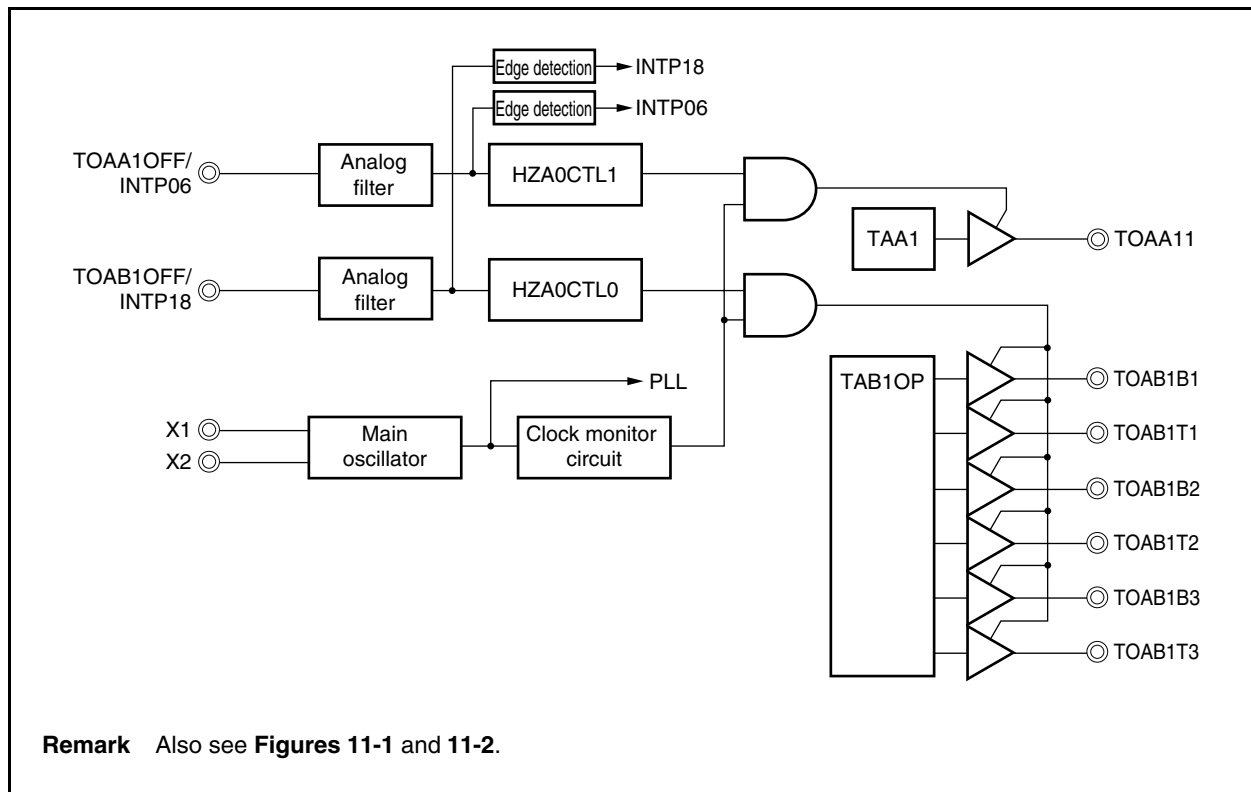 Edge detection
INTP18
Edge detection
INTP06
TOAA1OFF/
INTP06
Analog
filter
HZA0CTL1
TAA1
TOAA11
TOAB1OFF/
INTP18
Analog
filter
HZA0CTL0
PLL
X1
X2
Main
oscillator
Clock monitor
circuit
TAB1OP
TOAB1B1
TOAB1T1
TOAB1B2
TOAB1T2
TOAB1B3
TOAB1T3
Remark Also see Figures 11-1 and 11-2.